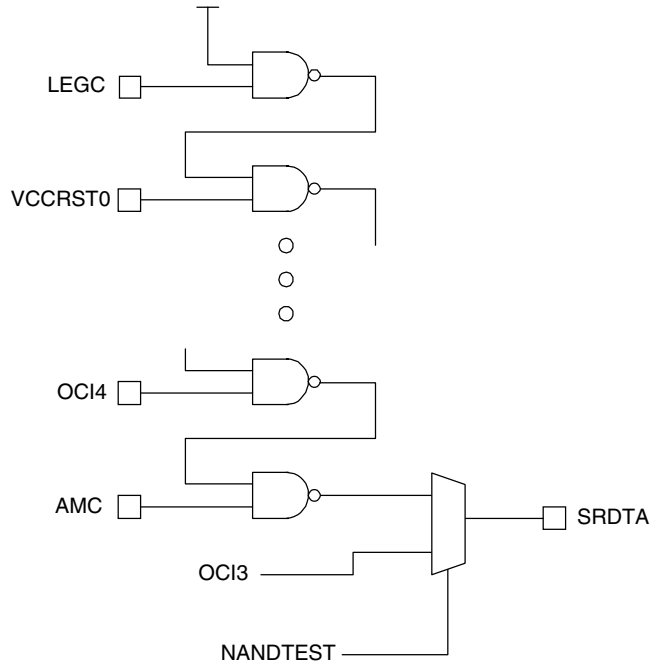 LEGC
VCCRST0
OCI4
AMC
SRDTA
OCI3
NANDTEST